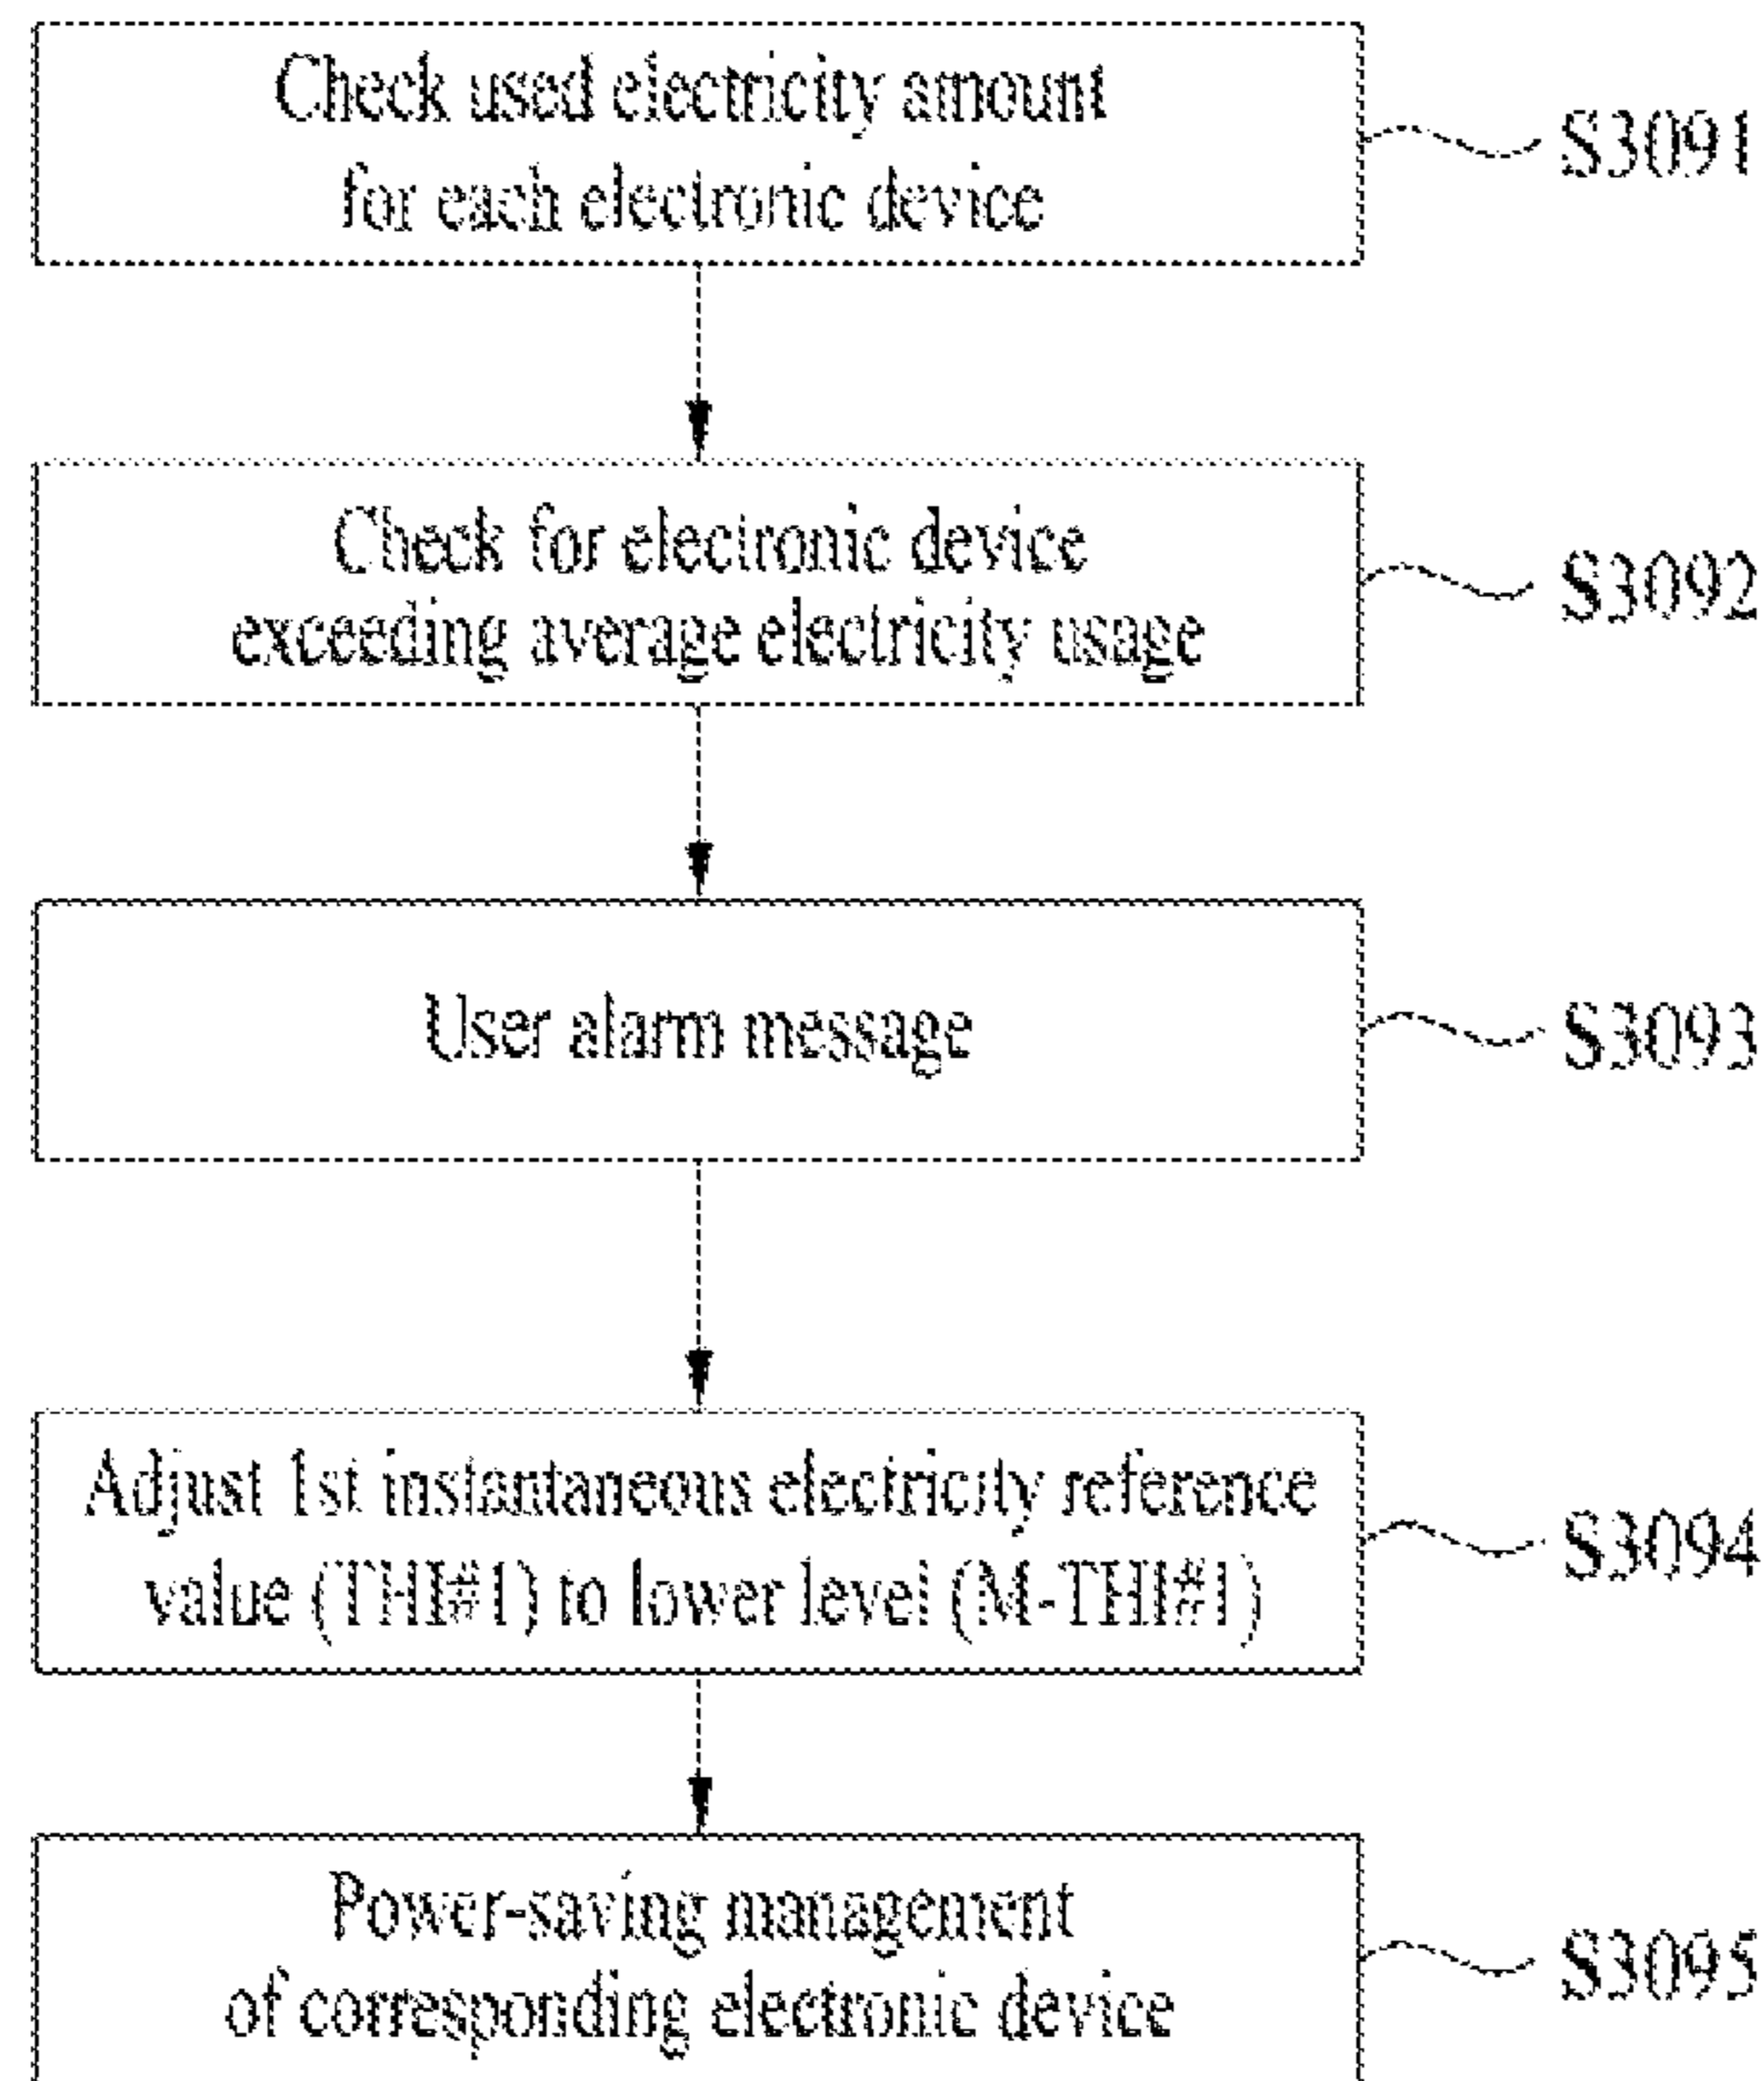 Check used electricity amount
for each electronic device
S3091
Check for electronic device
exceeding average electricity usage
S3092
User alarm message
S3093
Adjust 1st instantaneous electricity reference
value (THI#1) to lower level (M-THI#1)
S3094
Power-saving management
of corresponding electronic device
S3095